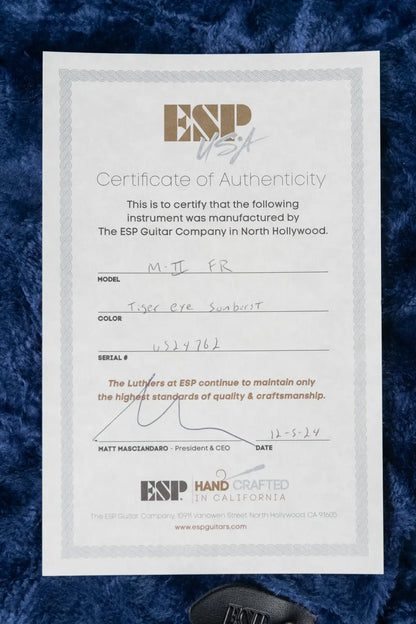 ESP
USA
Certificate of Authenticity
This is to certify that the following
instrument was manufactured by
The ESP Guitar Company in North Hollywood.
M-II FR
MODEL
Tiger eye Sunburst
COLOR
US24762
SERIAL #
The Luthiers at ESP continue to maintain only
the highest standards of quality & craftsmanship.
12-5-24
MATT MASCIANDARO - President & CEO DATE
ESP. HAND CRAFTED
IN CALIFORNIA
The ESP Guitar Company, 10911 Vanowen Street, North Hollywood, CA 91605
www.espguitars.com
ESP